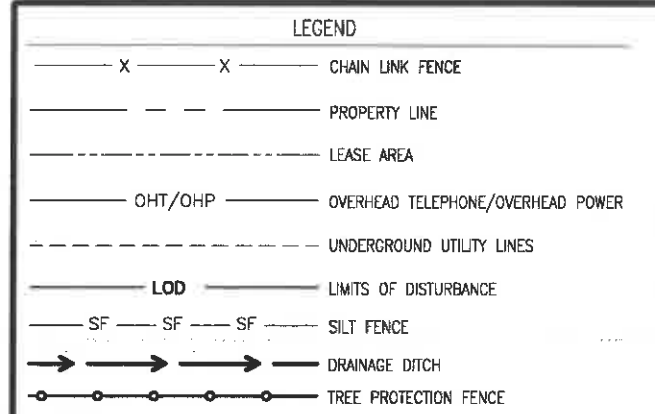 LEGEND
X X CHAIN LINK FENCE
PROPERTY LINE
LEASE AREA
OHT/OHP OVERHEAD TELEPHONE/OVERHEAD POWER
UNDERGROUND UTILITY LINES
LOD LIMITS OF DISTURBANCE
SF SF SF SILT FENCE
DRAINAGE DITCH
TREE PROTECTION FENCE